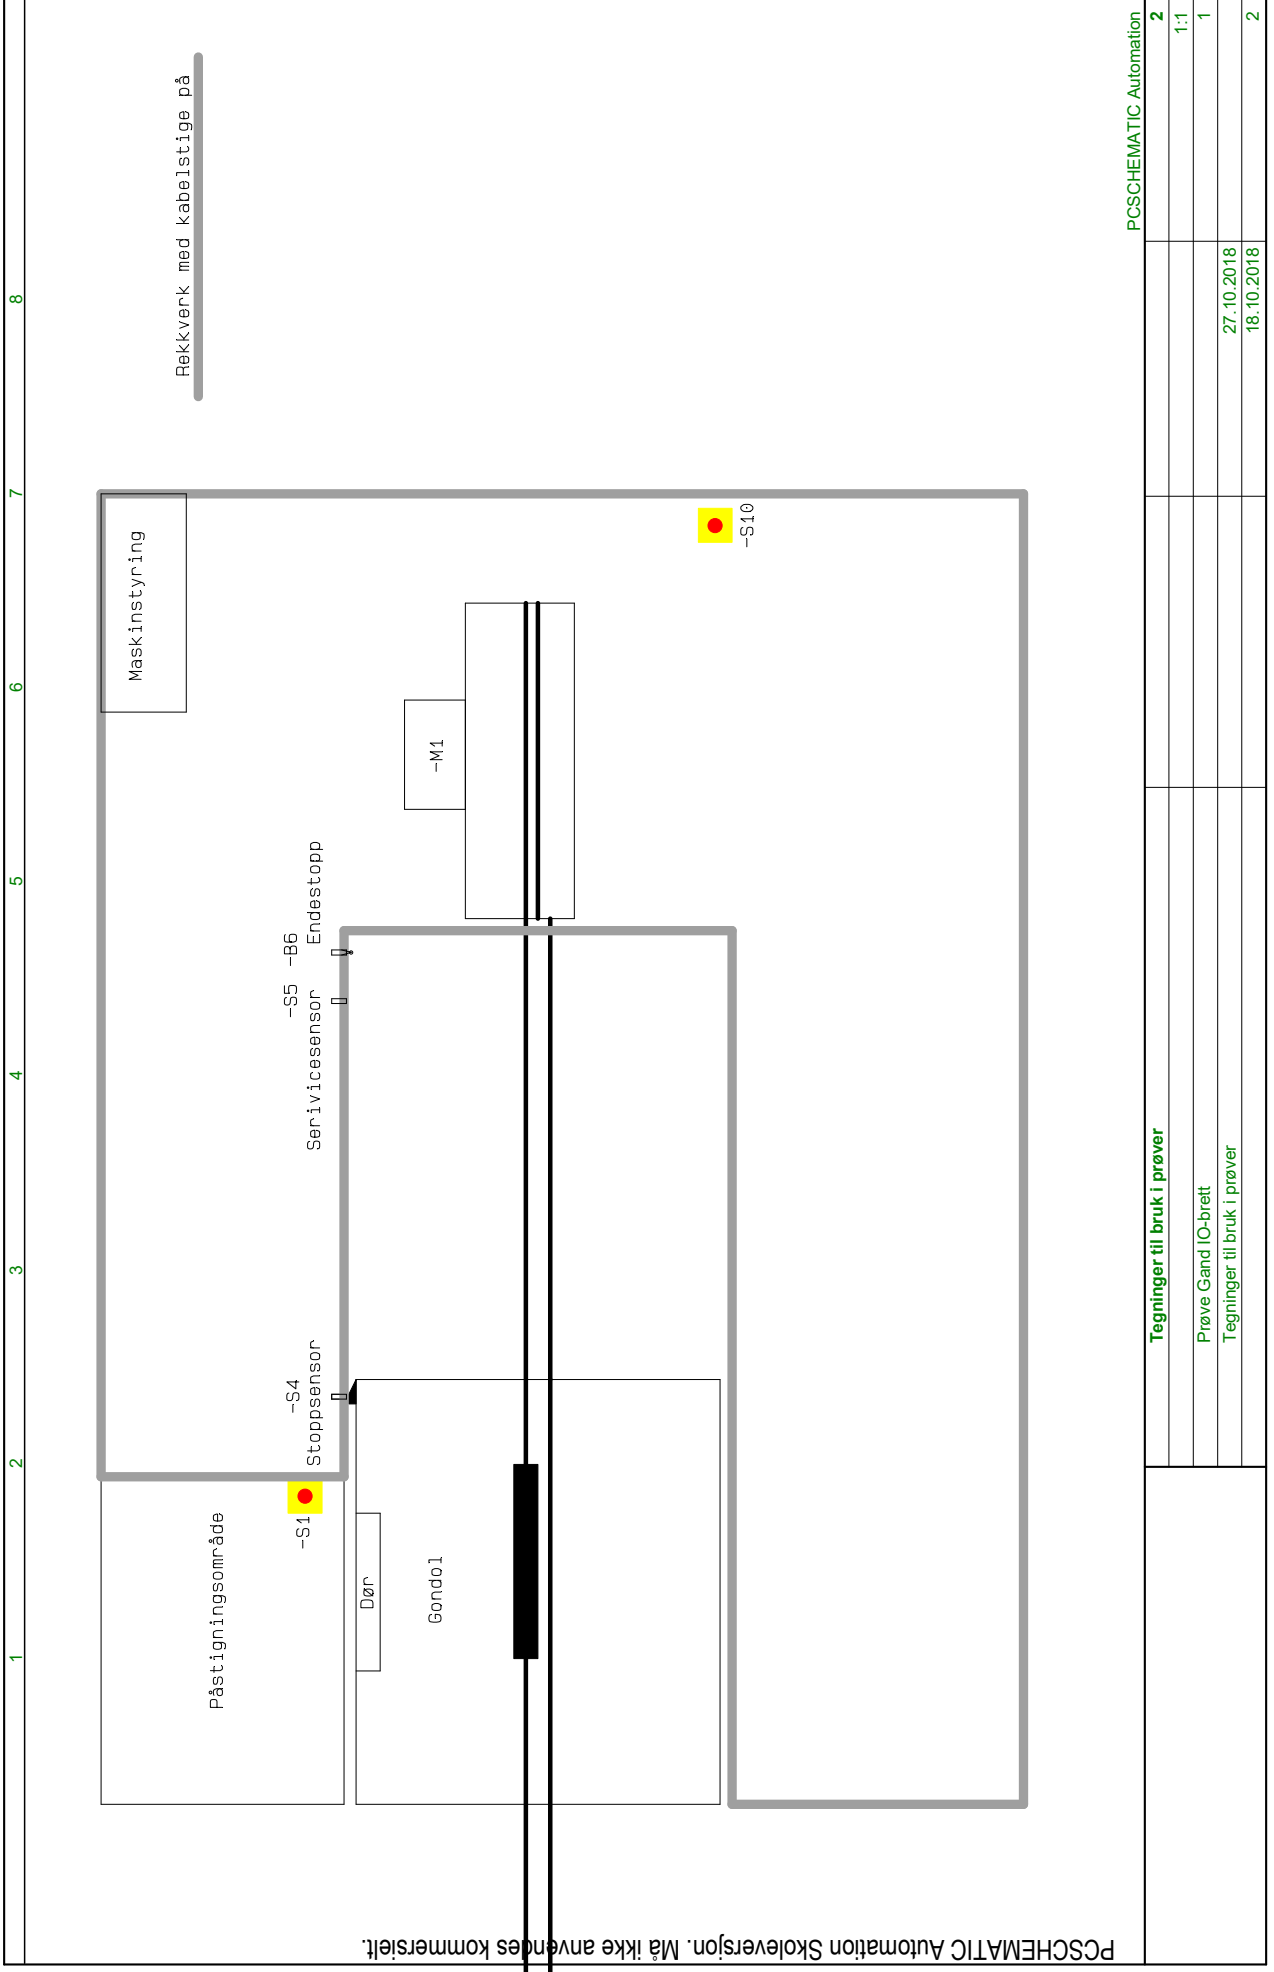 1 2 3 4 5 6 7 8
Rekkverk med kabelstige på
Påstigningsområde
Maskinstyring
-S1
-S4
Stoppsensor
-S5 -B6
Serivicesensor
Endestopp
Dør
Gondol
-M1
-S10
PCSCHEMATIC Automation Skoleversjon. Må ikke anvendes kommersielt.
PCSCHEMATIC Automation
Tegninger til bruk i prøver 2
1:1
Prøve Gand IO-brett 1
Tegninger til bruk i prøver 27.10.2018
18.10.2018 2